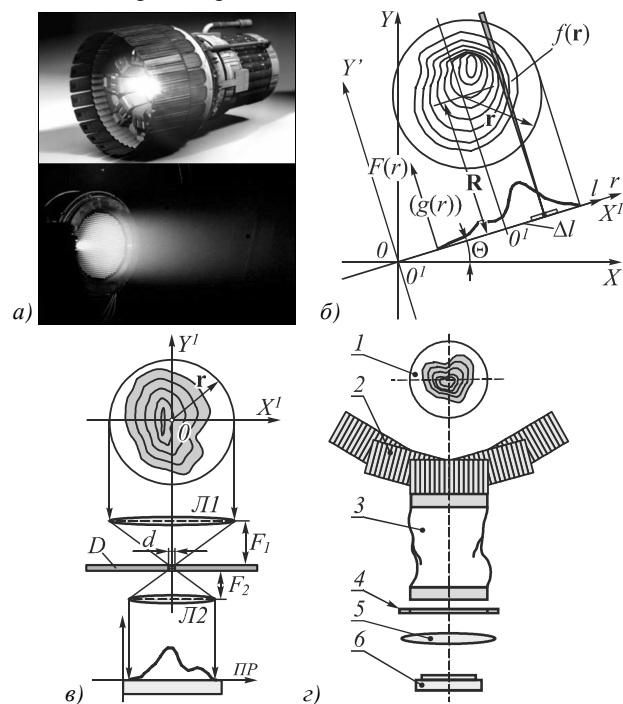 а)
Y
Y’
f(r)
r
F(r)
R
(g(r))
l
r
X¹
Δl
0
0¹
Θ
0¹
X
б)
Y¹
r
X¹
0
Л1
D
d
F₁
F₂
Л2
ПР
в)
1
2
3
4
5
6
г)